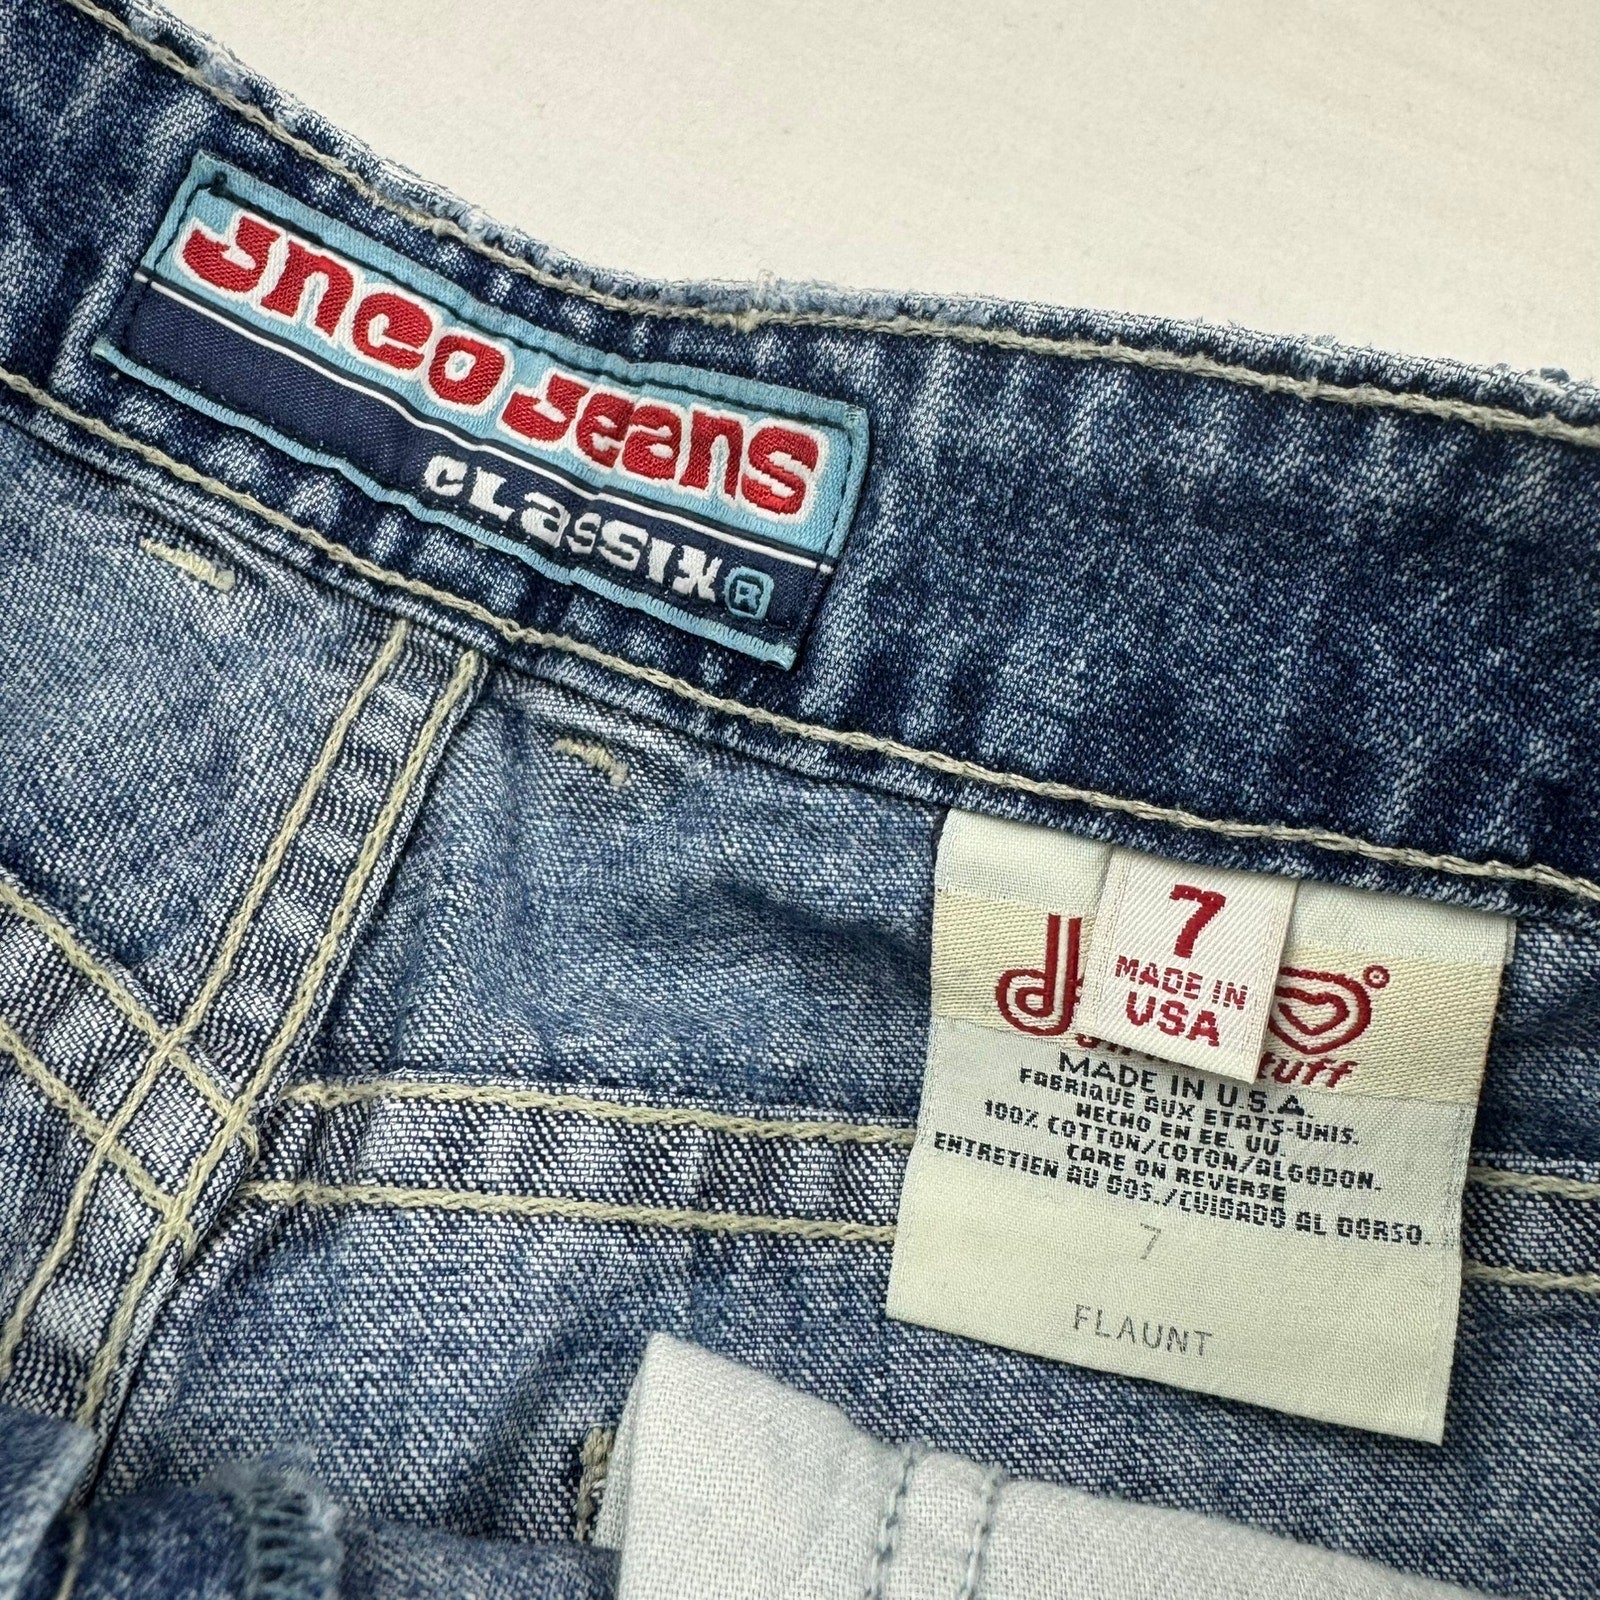 JNCO JEANS
CLASSIX®
7
MADE IN
USA
®
MADE IN U.S.A.
FABRIQUE AUX ETATS-UNIS.
HECHO EN EE. UU.
100% COTTON/COTON/ALGODON.
CARE ON REVERSE
ENTRETIEN AU DOS./CUIDADO AL DORSO.
7
FLAUNT